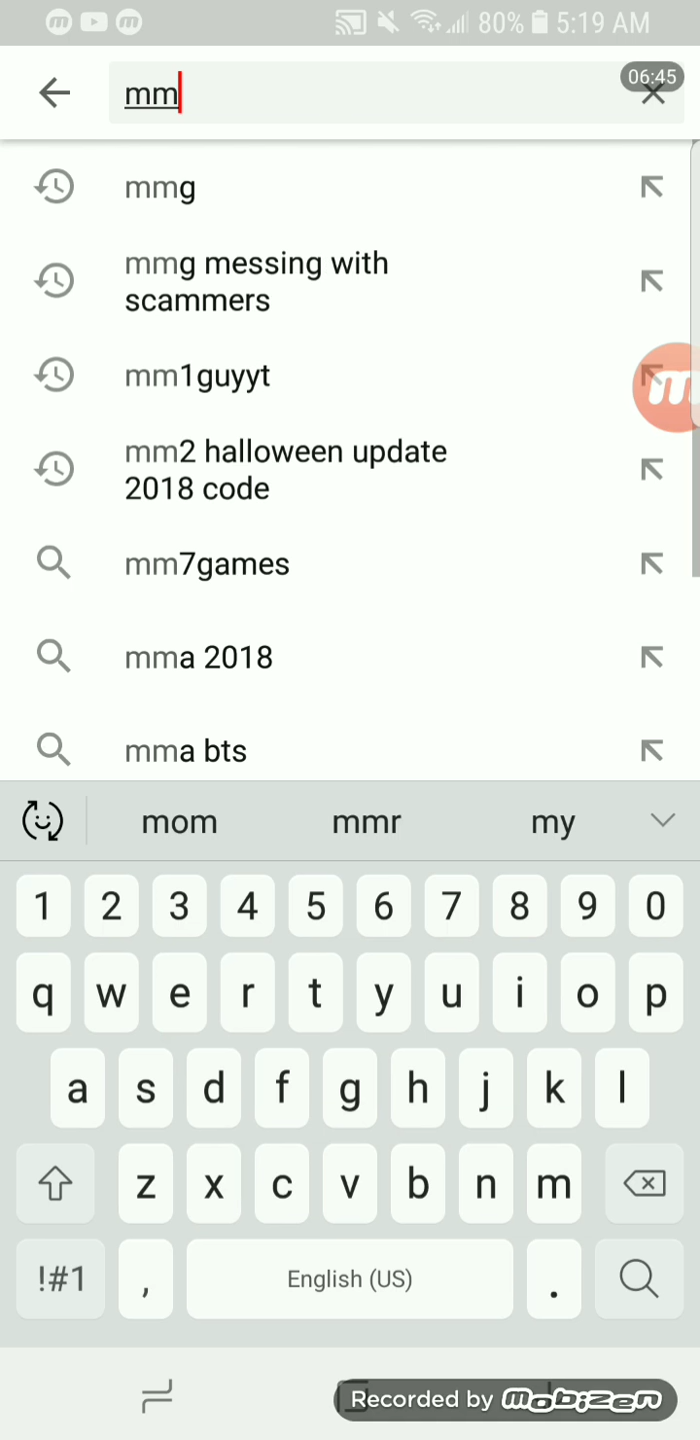 80% 5:19 AM
mm
06:45
mmg
mmg messing with
scammers
mm1guyyt
mm2 halloween update
2018 code
mm7games
mma 2018
mma bts
mom mmr my
1 2 3 4 5 6 7 8 9 0
q w e r t y u i o p
a s d f g h j k l
z x c v b n m
!#1 , English (US) .
Recorded by mobizen